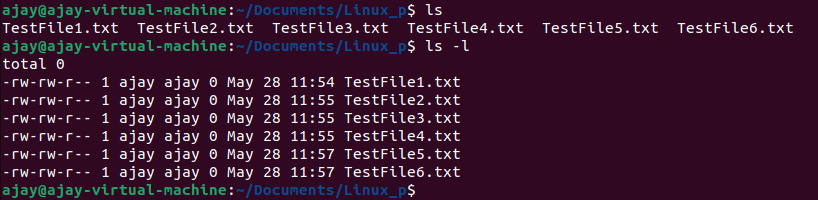 ajay@ajay-virtual-machine:~/Documents/Linux_p$ ls
TestFile1.txt  TestFile2.txt  TestFile3.txt  TestFile4.txt  TestFile5.txt  TestFile6.txt
ajay@ajay-virtual-machine:~/Documents/Linux_p$ ls -l
total 0
-rw-rw-r-- 1 ajay ajay 0 May 28 11:54 TestFile1.txt
-rw-rw-r-- 1 ajay ajay 0 May 28 11:55 TestFile2.txt
-rw-rw-r-- 1 ajay ajay 0 May 28 11:55 TestFile3.txt
-rw-rw-r-- 1 ajay ajay 0 May 28 11:55 TestFile4.txt
-rw-rw-r-- 1 ajay ajay 0 May 28 11:57 TestFile5.txt
-rw-rw-r-- 1 ajay ajay 0 May 28 11:57 TestFile6.txt
ajay@ajay-virtual-machine:~/Documents/Linux_p$